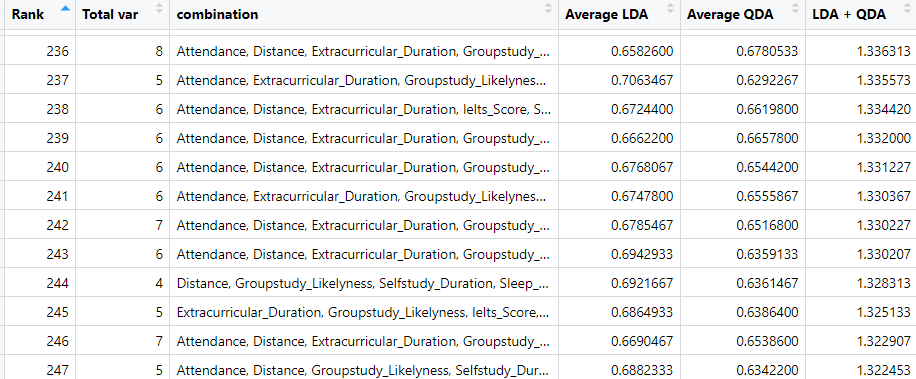 Rank Total var combination Average LDA Average QDA LDA + QDA
236 8 Attendance, Distance, Extracurricular_Duration, Groupstudy_... 0.6582600 0.6780533 1.336313
237 5 Attendance, Extracurricular_Duration, Groupstudy_Likelynes... 0.7063467 0.6292267 1.335573
238 6 Attendance, Distance, Extracurricular_Duration, Ielts_Score, S... 0.6724400 0.6619800 1.334420
239 6 Attendance, Distance, Extracurricular_Duration, Groupstudy_... 0.6662200 0.6657800 1.332000
240 6 Attendance, Distance, Extracurricular_Duration, Groupstudy_... 0.6768067 0.6544200 1.331227
241 6 Attendance, Extracurricular_Duration, Groupstudy_Likelynes... 0.6747800 0.6555867 1.330367
242 7 Attendance, Distance, Extracurricular_Duration, Groupstudy_... 0.6785467 0.6516800 1.330227
243 6 Attendance, Distance, Extracurricular_Duration, Groupstudy_... 0.6942933 0.6359133 1.330207
244 4 Distance, Groupstudy_Likelyness, Selfstudy_Duration, Sleep_... 0.6921667 0.6361467 1.328313
245 5 Extracurricular_Duration, Groupstudy_Likelyness, Ielts_Score,... 0.6864933 0.6386400 1.325133
246 7 Attendance, Distance, Extracurricular_Duration, Groupstudy_... 0.6690467 0.6538600 1.322907
247 5 Attendance, Distance, Groupstudy_Likelyness, Selfstudy_Dur... 0.6882333 0.6342200 1.322453